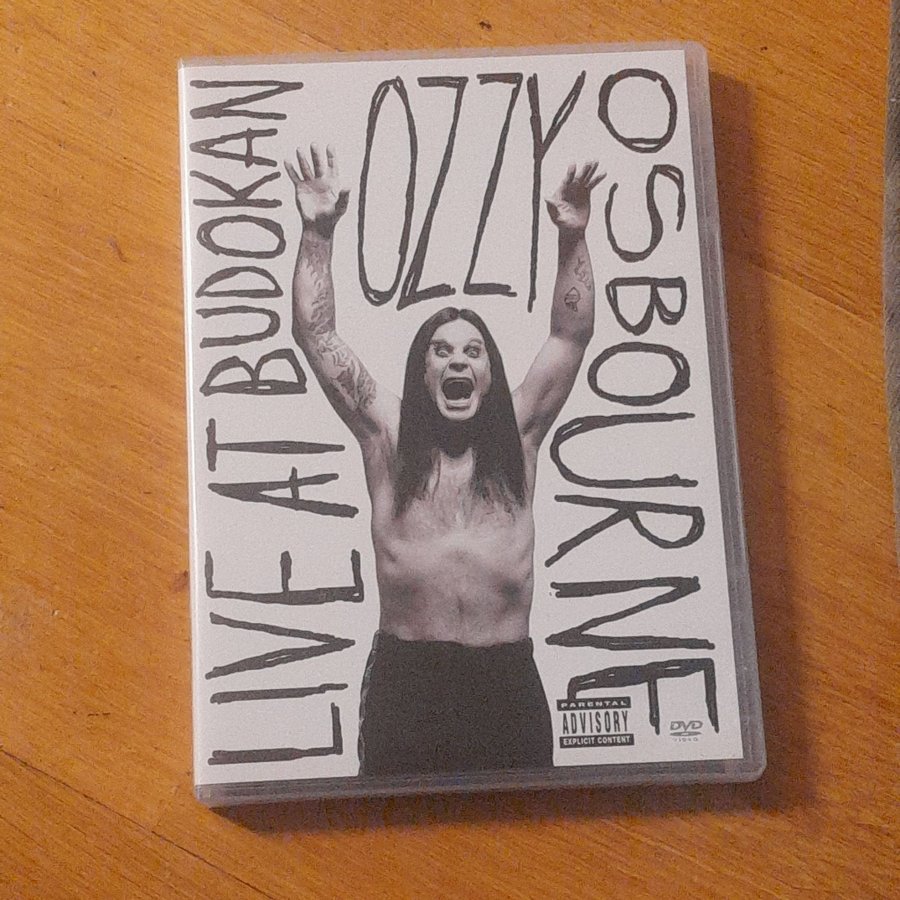 LIVE AT BUDOKAN
OZZY
OSBOURNE
PARENTAL
ADVISORY
EXPLICIT CONTENT
DVD
VIDEO